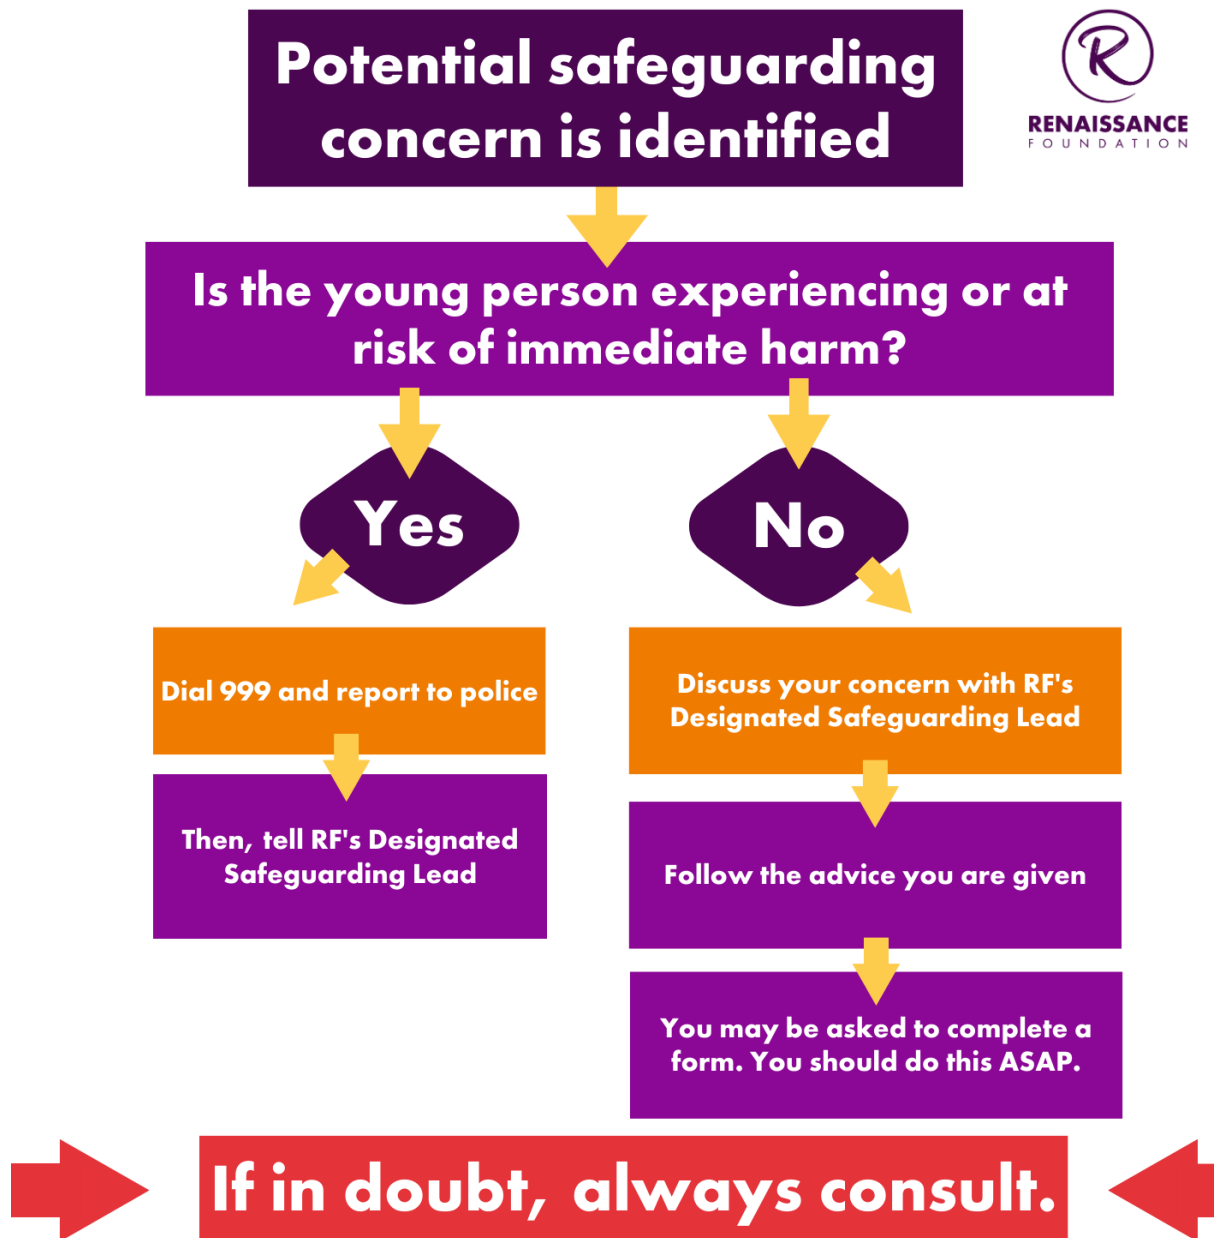 Potential safeguarding
concern is identified
R
RENAISSANCE
FOUNDATION
Is the young person experiencing or at
risk of immediate harm?
Yes
No
Dial 999 and report to police
Then, tell RF's Designated
Safeguarding Lead
Discuss your concern with RF's
Designated Safeguarding Lead
Follow the advice you are given
You may be asked to complete a
form. You should do this ASAP.
If in doubt, always consult.